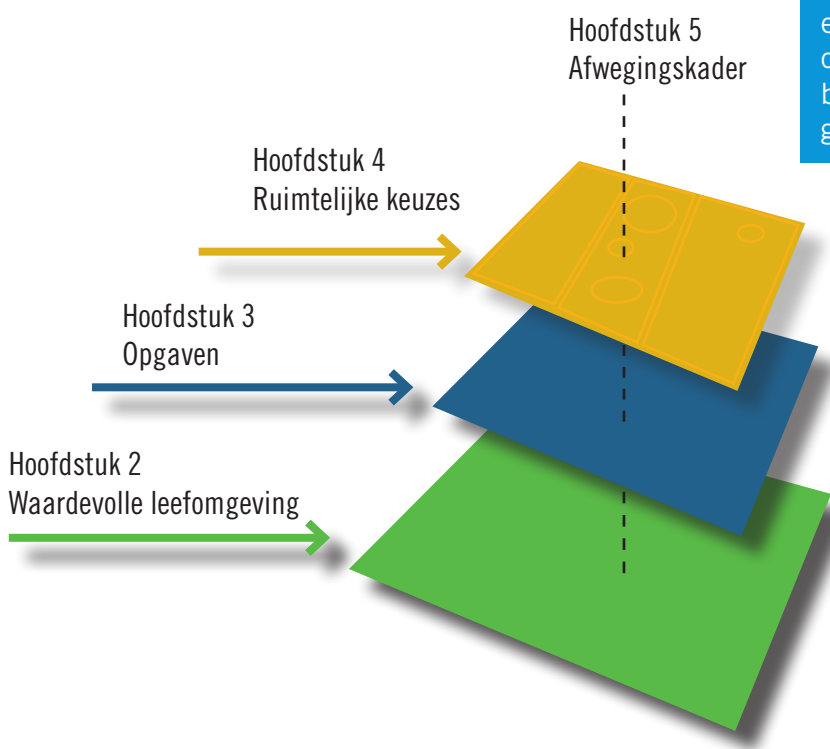 Hoofdstuk 5
Afwegingskader
Hoofdstuk 4
Ruimtelijke keuzes
Hoofdstuk 3
Opgaven
Hoofdstuk 2
Waardevolle leefomgeving